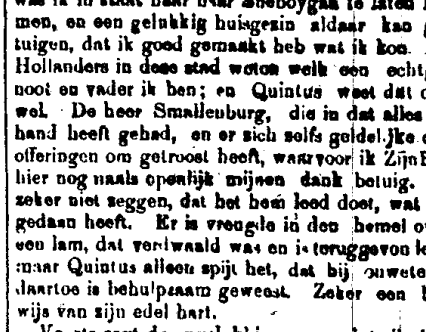 was ik in staat haar naar Sheboygan te laten
men, en een gelukkig huisgezin aldaar kan
tuigen, dat ik goed gemaakt heb wat ik kon.
Hollanders in deze stad weten welk een echt
noot en vader ik ben; en Quintus weet dat
wel. De heer Smallenburg, die in dat alles
hand heeft gehad, en er zich zelfs geldelijke
offeringen om getroost heeft, waarvoor ik Zijn
hier nog maals openlijk mijnen dank betuig.
zeker niet zeggen, dat het hem leed doet, wat
gedaan heeft. Er is vreugde in den hemel
een lam, dat verdwaald was en is teruggevon
maar Quintus alleen spijt het, dat hij ouwete
daartoe is behulpzaam geweest. Zeker een
wijs van zijn edel hart.